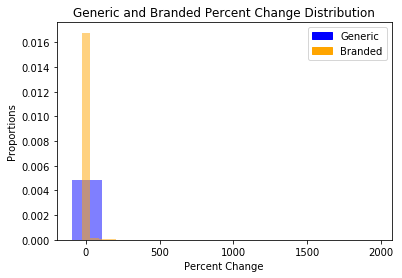 Generic and Branded Percent Change Distribution
Generic
Branded
Proportions
0.016
0.014
0.012
0.010
0.008
0.006
0.004
0.002
0.000
0
500
1000
1500
2000
Percent Change